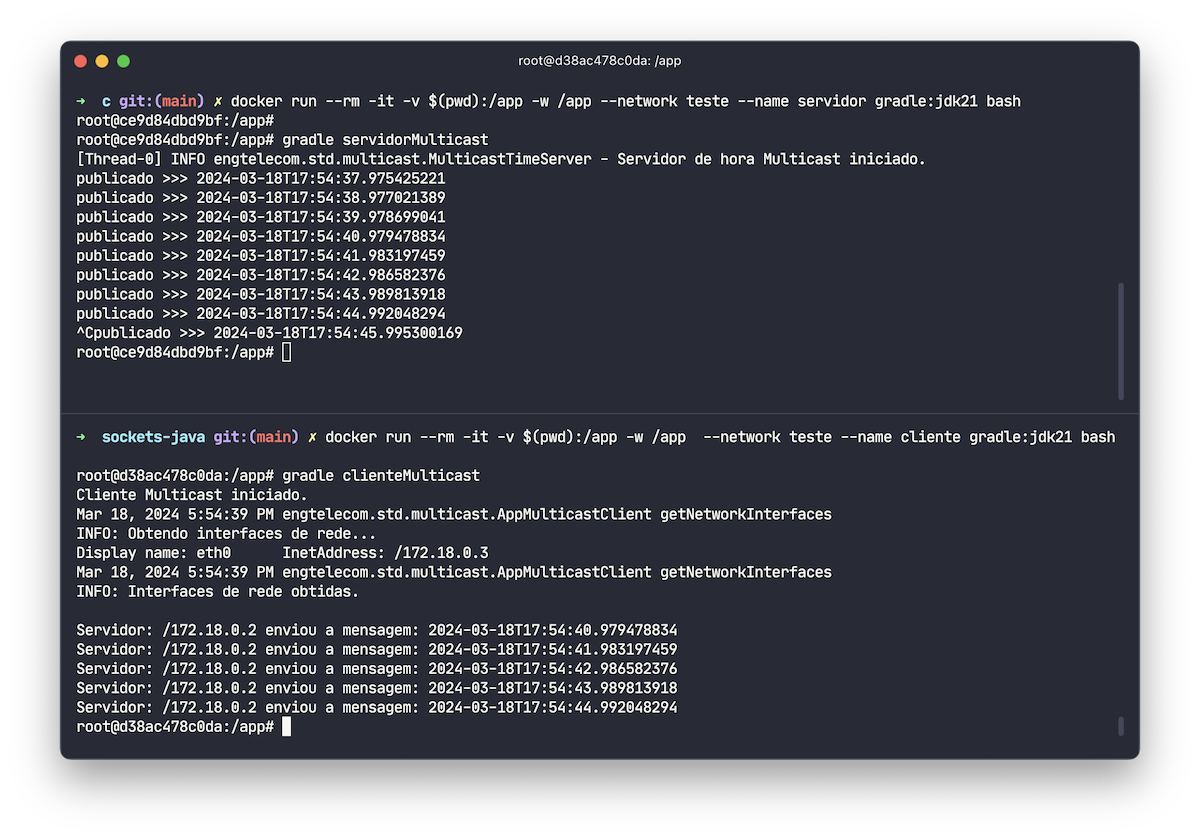 root@d38ac478c0da: /app
➜  c git:(main) ✗ docker run --rm -it -v $(pwd):/app -w /app --network teste --name servidor gradle:jdk21 bash
root@ce9d84dbd9bf:/app#
root@ce9d84dbd9bf:/app# gradle servidorMulticast
[Thread-0] INFO engtelecom.std.multicast.MulticastTimeServer - Servidor de hora Multicast iniciado.
publicado >>> 2024-03-18T17:54:37.975425221
publicado >>> 2024-03-18T17:54:38.977021389
publicado >>> 2024-03-18T17:54:39.978699041
publicado >>> 2024-03-18T17:54:40.979478834
publicado >>> 2024-03-18T17:54:41.983197459
publicado >>> 2024-03-18T17:54:42.986582376
publicado >>> 2024-03-18T17:54:43.989813918
publicado >>> 2024-03-18T17:54:44.992048294
^Cpublicado >>> 2024-03-18T17:54:45.995300169
root@ce9d84dbd9bf:/app#
➜  sockets-java git:(main) ✗ docker run --rm -it -v $(pwd):/app -w /app  --network teste --name cliente gradle:jdk21 bash
root@d38ac478c0da:/app# gradle clienteMulticast
Cliente Multicast iniciado.
Mar 18, 2024 5:54:39 PM engtelecom.std.multicast.AppMulticastClient getNetworkInterfaces
INFO: Obtendo interfaces de rede...
Display name: eth0      InetAddress: /172.18.0.3
Mar 18, 2024 5:54:39 PM engtelecom.std.multicast.AppMulticastClient getNetworkInterfaces
INFO: Interfaces de rede obtidas.
Servidor: /172.18.0.2 enviou a mensagem: 2024-03-18T17:54:40.979478834
Servidor: /172.18.0.2 enviou a mensagem: 2024-03-18T17:54:41.983197459
Servidor: /172.18.0.2 enviou a mensagem: 2024-03-18T17:54:42.986582376
Servidor: /172.18.0.2 enviou a mensagem: 2024-03-18T17:54:43.989813918
Servidor: /172.18.0.2 enviou a mensagem: 2024-03-18T17:54:44.992048294
root@d38ac478c0da:/app#